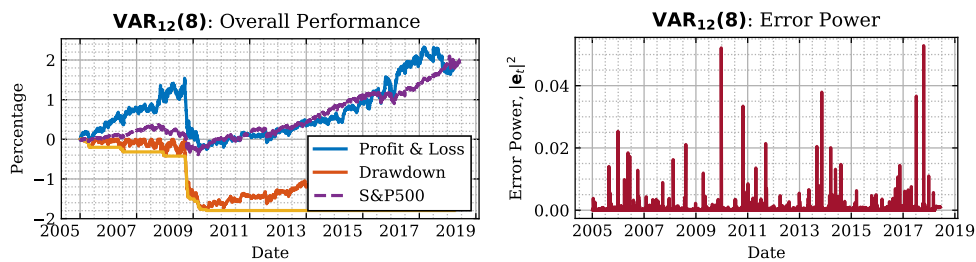 VAR₁₂(8): Overall Performance
Percentage
2
1
0
−1
−2
2005 2007 2009 2011 2013 2015 2017 2019
Date
Profit & Loss
Drawdown
S&P500
VAR₁₂(8): Error Power
Error Power, |eₜ|²
0.04
0.02
0.00
2005 2007 2009 2011 2013 2015 2017 2019
Date